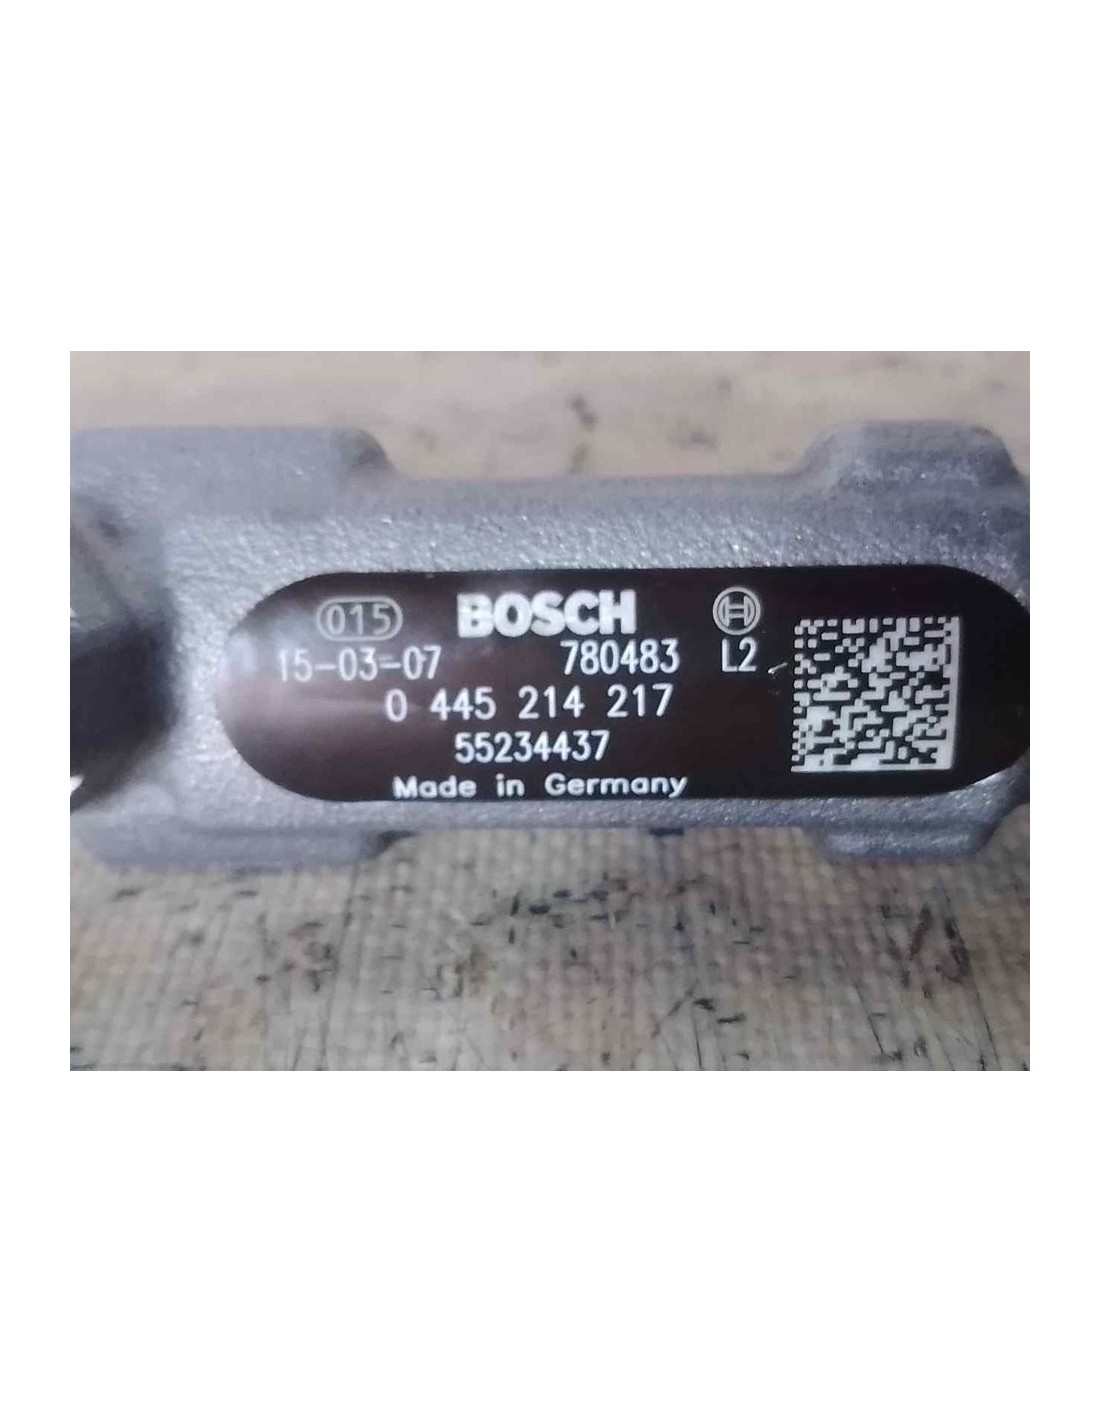 015 BOSCH
15-03-07 780483 L2
0 445 214 217
55234437
Made in Germany